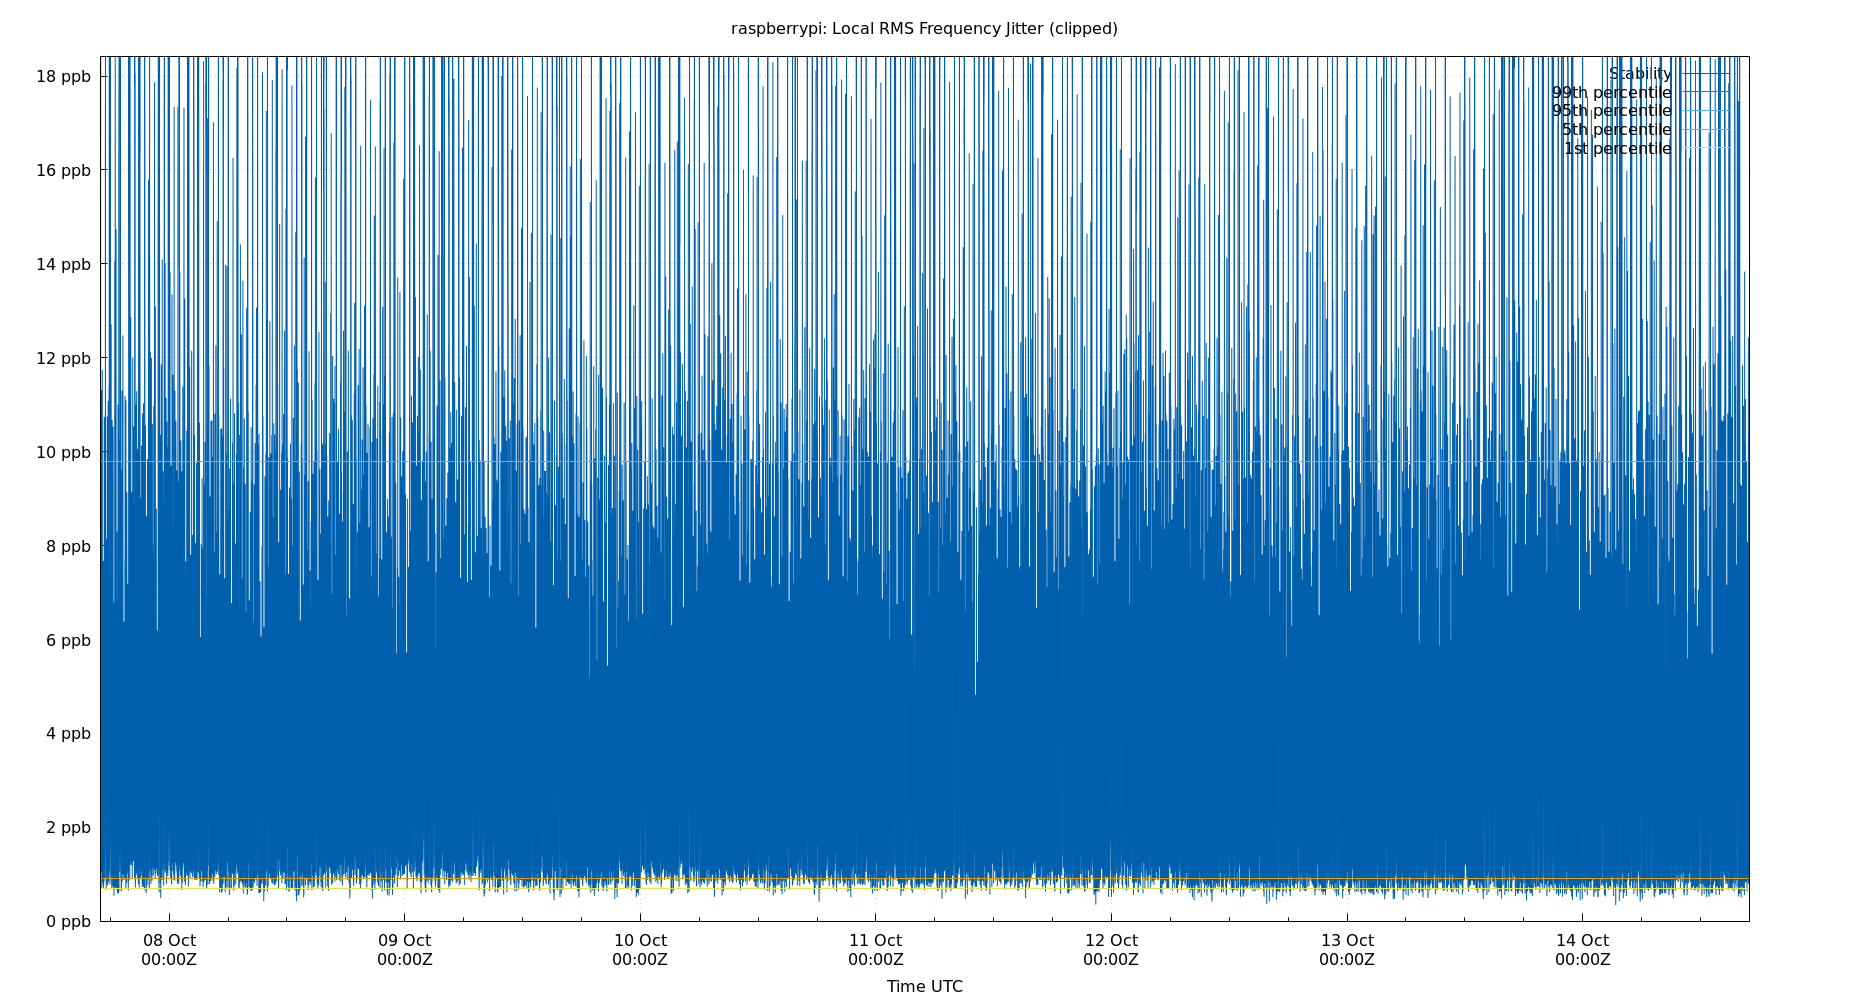 raspberrypi: Local RMS Frequency Jitter (clipped)
18 ppb
16 ppb
14 ppb
12 ppb
10 ppb
8 ppb
6 ppb
4 ppb
2 ppb
0 ppb
Stability
99th percentile
95th percentile
5th percentile
1st percentile
08 Oct 09 Oct 10 Oct 11 Oct 12 Oct 13 Oct 14 Oct
00:00Z 00:00Z 00:00Z 00:00Z 00:00Z 00:00Z 00:00Z
Time UTC